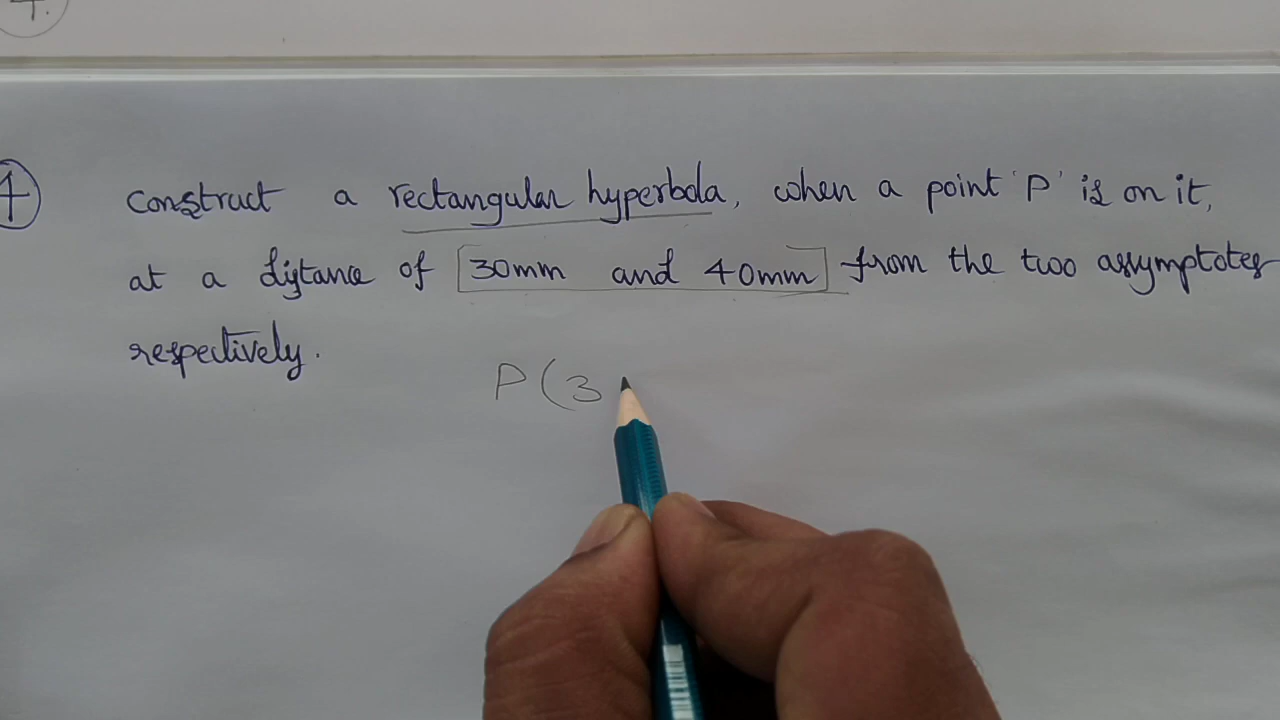 4.
4 construct a rectangular hyperbola, when a point 'P' is on it,
at a distance of 30mm and 40mm from the two assymptotes
respectively.
P(3